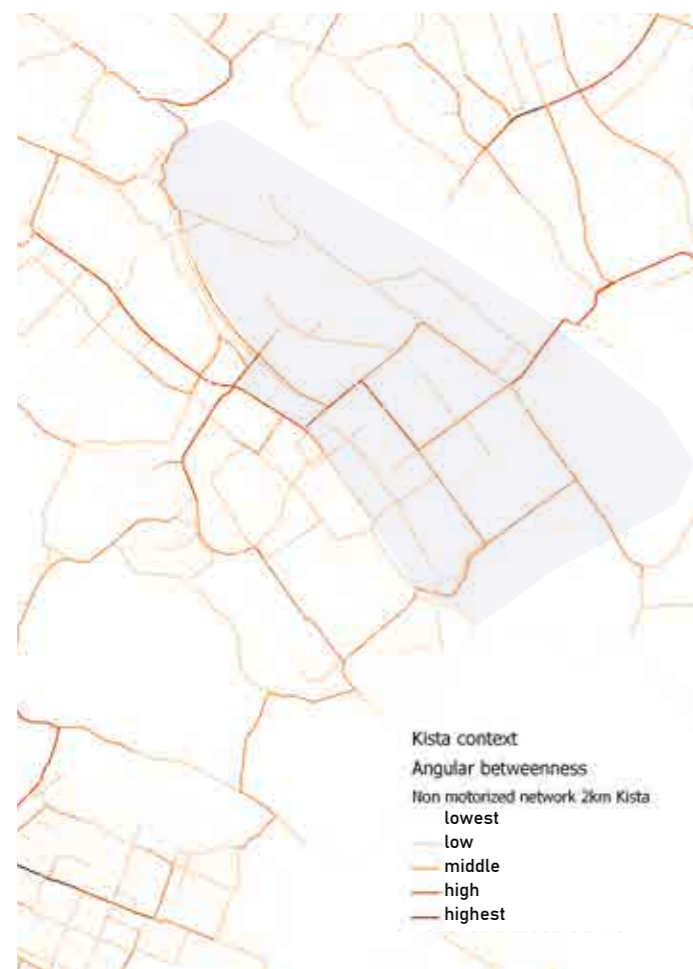 Kista context
Angular betweenness
Non motorized network 2km Kista
lowest
low
middle
high
highest